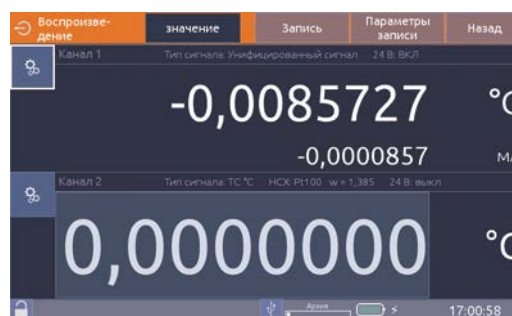 Воспроизве-
дение
значение
Запись
Параметры
записи
Назад
Канал 1 Тип сигнала: Унифицированный сигнал 24 В: ВКЛ
-0,0085727 °C
-0,0000857 м
Канал 2 Тип сигнала: ТС °C НСХ: Pt100 w = 1,385 24 В: выкл
0,0000000 °C
Архив
17:00:58